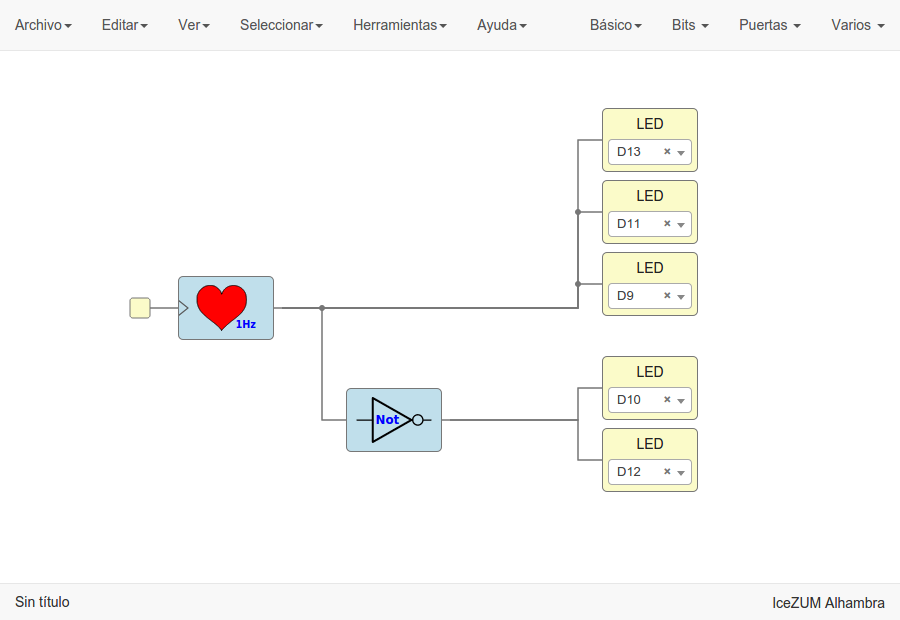 Archivo Editar Ver Seleccionar Herramientas Ayuda Básico Bits Puertas Varios
LED
D13 ×
LED
D11 ×
LED
D9 ×
1Hz
LED
D10 ×
Not
LED
D12 ×
Sin título IceZUM Alhambra